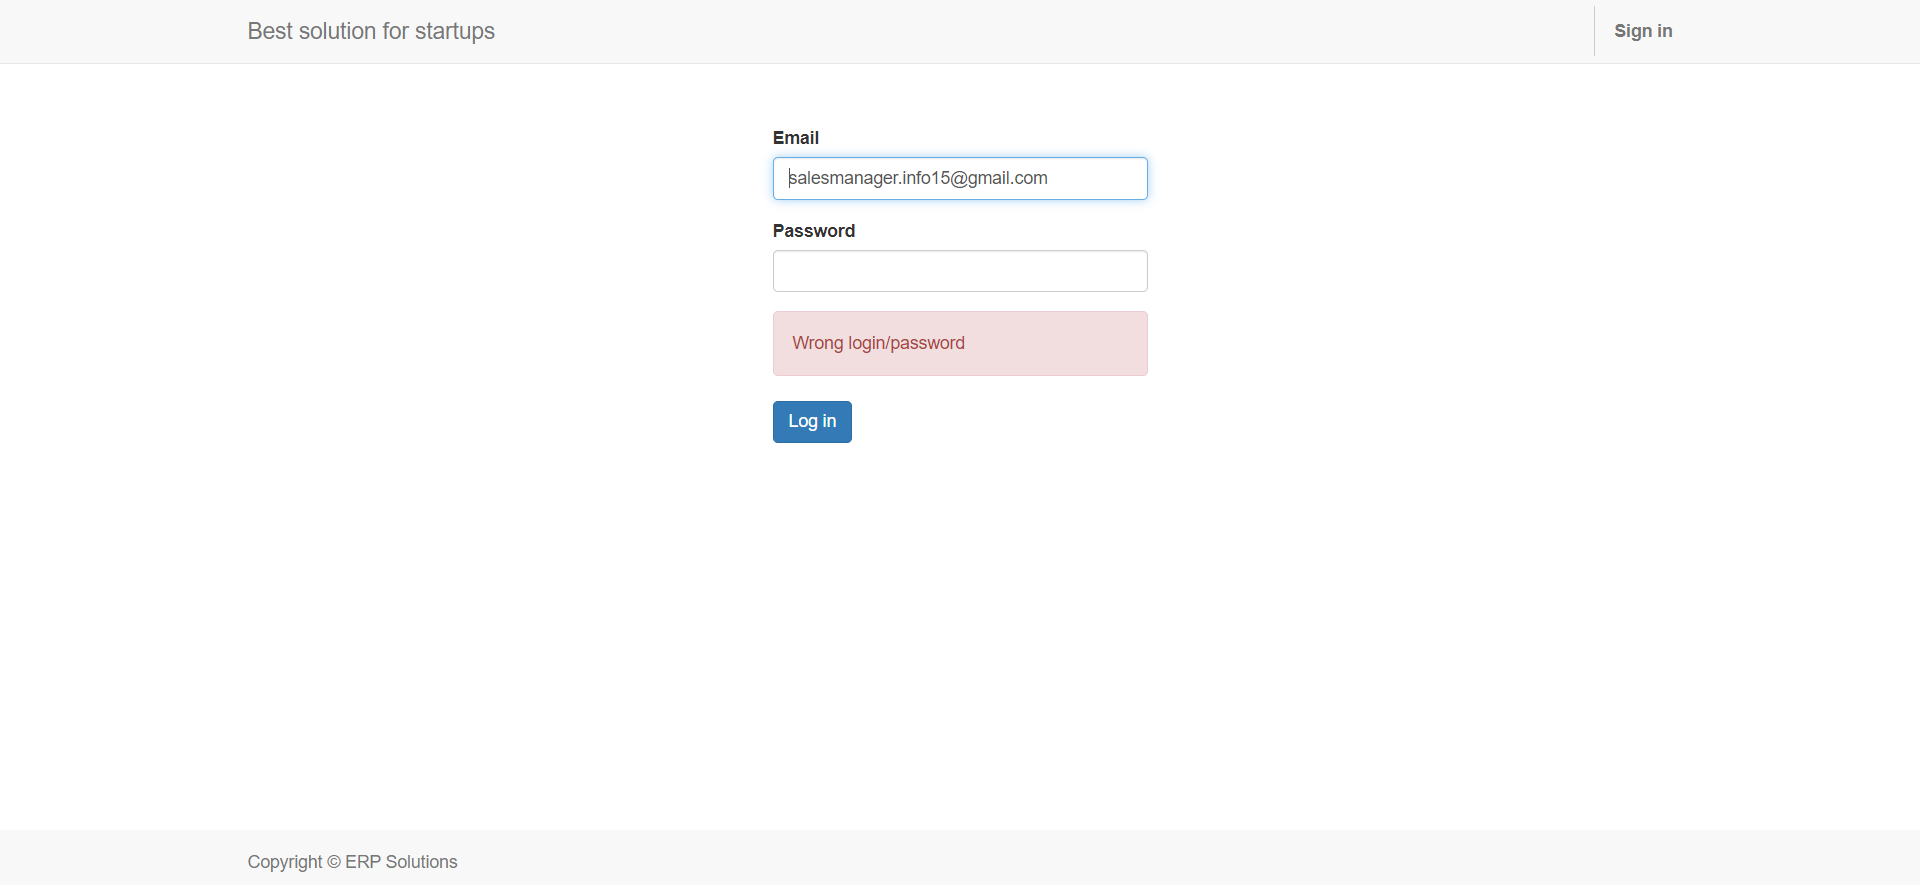 Best solution for startups
Sign in
Email
salesmanager.info15@gmail.com
Password
Wrong login/password
Log in
Copyright © ERP Solutions